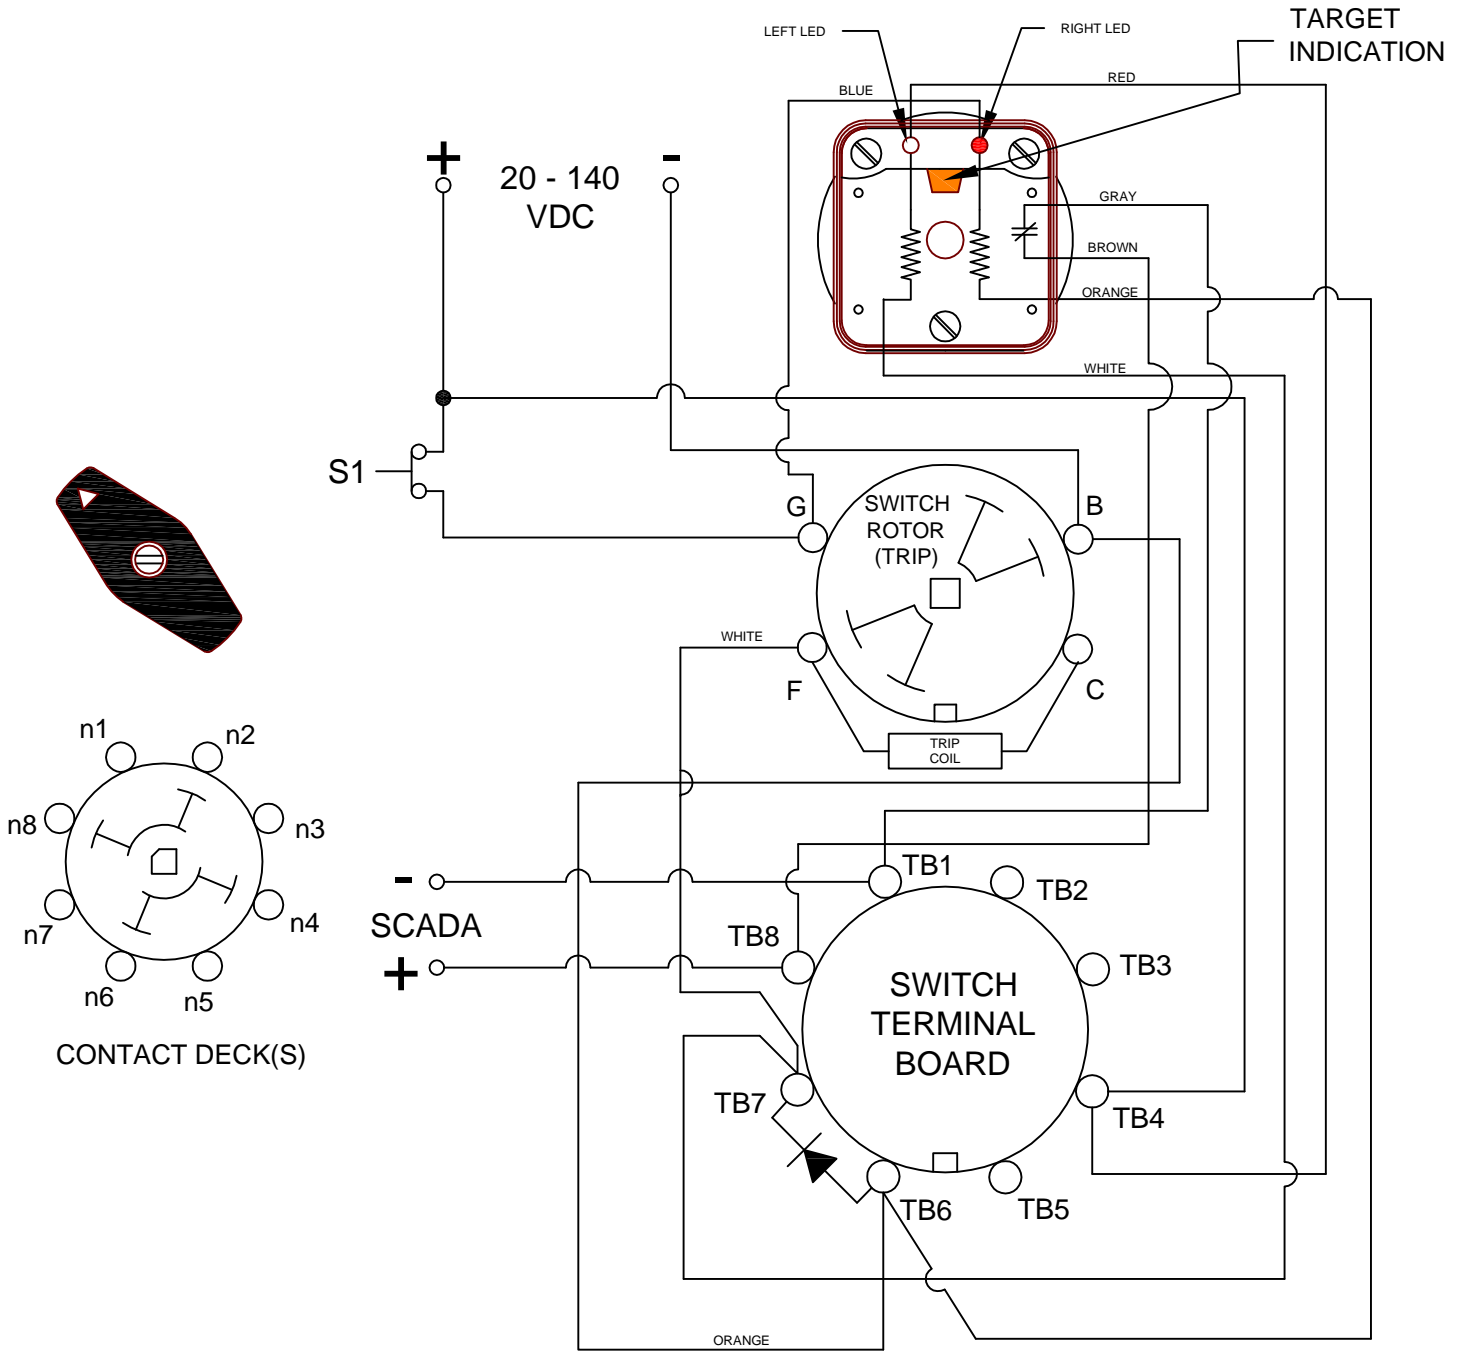 TARGET
INDICATION
LEFT LED
RIGHT LED
RED
BLUE
+
-
20 - 140
VDC
GRAY
BROWN
ORANGE
WHITE
S1
G
SWITCH
ROTOR
(TRIP)
B
WHITE
F
C
TRIP
COIL
n1
n2
n8
n3
n7
n4
n6
n5
CONTACT DECK(S)
-
SCADA
+
TB1
TB2
TB8
TB3
SWITCH
TERMINAL
BOARD
TB7
TB4
TB6
TB5
ORANGE